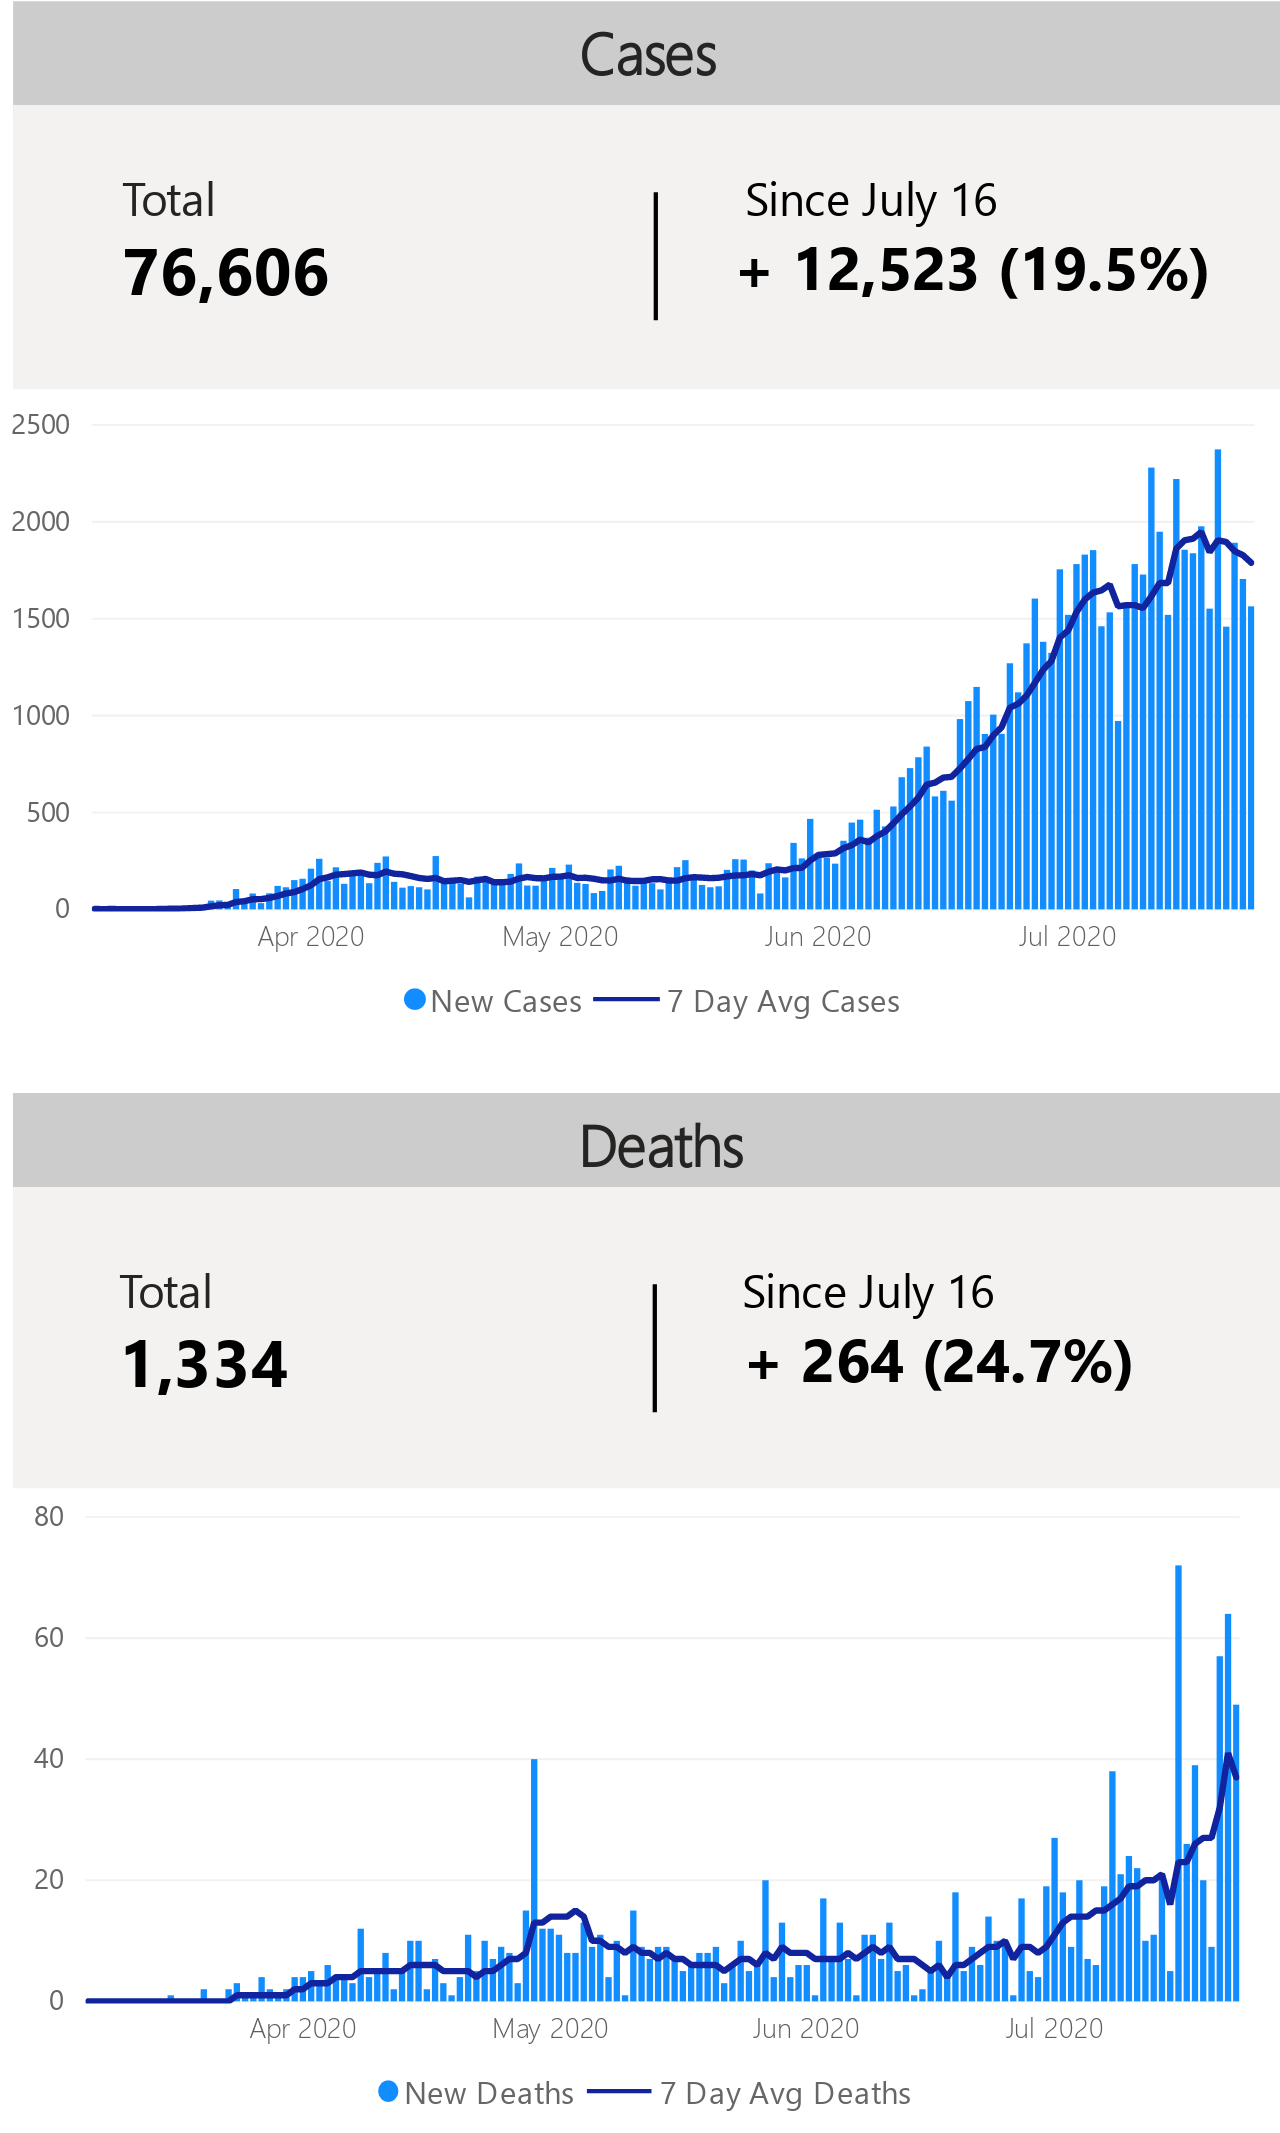 Cases
Total
76,606
Since July 16
+ 12,523 (19.5%)
2500
2000
1500
1000
500
0
Apr 2020
May 2020
Jun 2020
Jul 2020
New Cases
7 Day Avg Cases
Deaths
Total
1,334
Since July 16
+ 264 (24.7%)
80
60
40
20
0
Apr 2020
May 2020
Jun 2020
Jul 2020
New Deaths
7 Day Avg Deaths